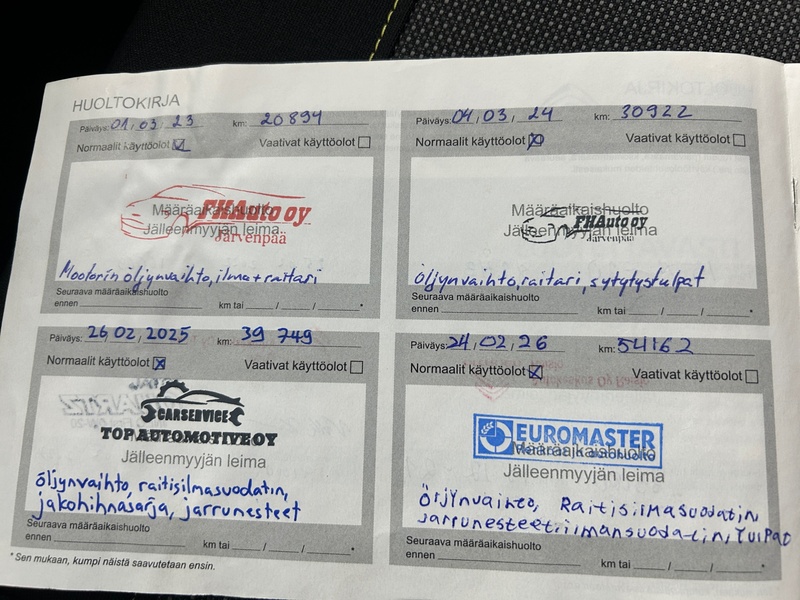 HUOLTOKIRJA
Päiväys: 01, 03, 23 km: 20894
Normaalit käyttöolot Vaativat käyttöolot
Määräaikaishuolto
FHAuto oy
Jälleenmyyjän leima
Järvenpää
Mootorin öljynvaihto, ilma+raitari
Seuraava määräaikaishuolto
ennen km tai / / *
Päiväys: 04, 03, 24 km: 30922
Normaalit käyttöolot Vaativat käyttöolot
Määräaikaishuolto
FHAuto oy
Jälleenmyyjän leima
Järvenpää
öljynvaihto, raitari, sytytystulpat
Seuraava määräaikaishuolto
ennen km tai / / *
Päiväys: 26, 02, 2025 km: 39 749
Normaalit käyttöolot Vaativat käyttöolot
CARSERVICE
TOP AUTOMOTIVE OY
Jälleenmyyjän leima
öljynvaihto, raitisilmasuodatin,
jakohihnasarja, jarrunesteet
Seuraava määräaikaishuolto
ennen km tai / / *
Päiväys: 24, 02, 26 km: 54162
Normaalit käyttöolot Vaativat käyttöolot
EUROMASTER
Määräaikaishuolto
Jälleenmyyjän leima
öljynvaihto, Raitisilmasuodatin
jarrunesteet, ilmansuodatin, Tulpat
Seuraava määräaikaishuolto
ennen km tai / / *
* Sen mukaan, kumpi näistä saavutetaan ensin.